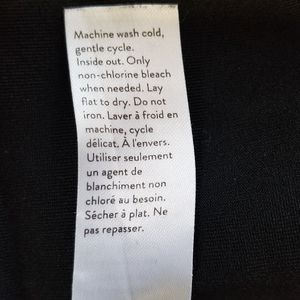 Machine wash cold,
gentle cycle.
Inside out. Only
non-chlorine bleach
when needed. Lay
flat to dry. Do not
iron. Laver à froid en
machine, cycle
délicat. À l'envers.
Utiliser seulement
un agent de
blanchiment non
chloré au besoin.
Sécher à plat. Ne
pas repasser.